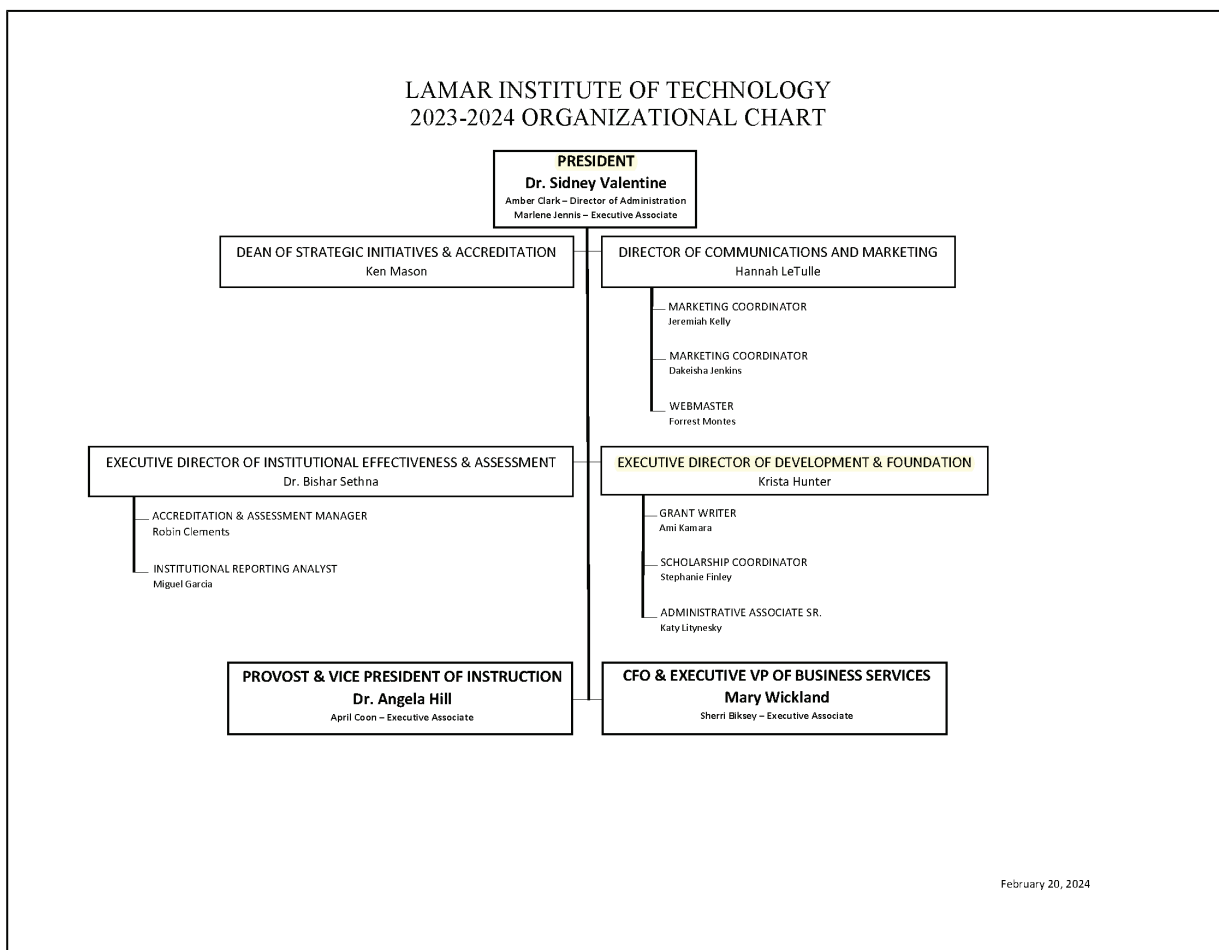 LAMAR INSTITUTE OF TECHNOLOGY
2023-2024 ORGANIZATIONAL CHART
PRESIDENT
Dr. Sidney Valentine
Amber Clark – Director of Administration
Marlene Jennis – Executive Associate
DEAN OF STRATEGIC INITIATIVES & ACCREDITATION
Ken Mason
DIRECTOR OF COMMUNICATIONS AND MARKETING
Hannah LeTulle
MARKETING COORDINATOR
Jeremiah Kelly
MARKETING COORDINATOR
Dakeisha Jenkins
WEBMASTER
Forrest Montes
EXECUTIVE DIRECTOR OF INSTITUTIONAL EFFECTIVENESS & ASSESSMENT
Dr. Bishar Sethna
ACCREDITATION & ASSESSMENT MANAGER
Robin Clements
INSTITUTIONAL REPORTING ANALYST
Miguel Garcia
EXECUTIVE DIRECTOR OF DEVELOPMENT & FOUNDATION
Krista Hunter
GRANT WRITER
Ami Kamara
SCHOLARSHIP COORDINATOR
Stephanie Finley
ADMINISTRATIVE ASSOCIATE SR.
Katy Litynesky
PROVOST & VICE PRESIDENT OF INSTRUCTION
Dr. Angela Hill
April Coon – Executive Associate
CFO & EXECUTIVE VP OF BUSINESS SERVICES
Mary Wickland
Sherri Biksey – Executive Associate
February 20, 2024